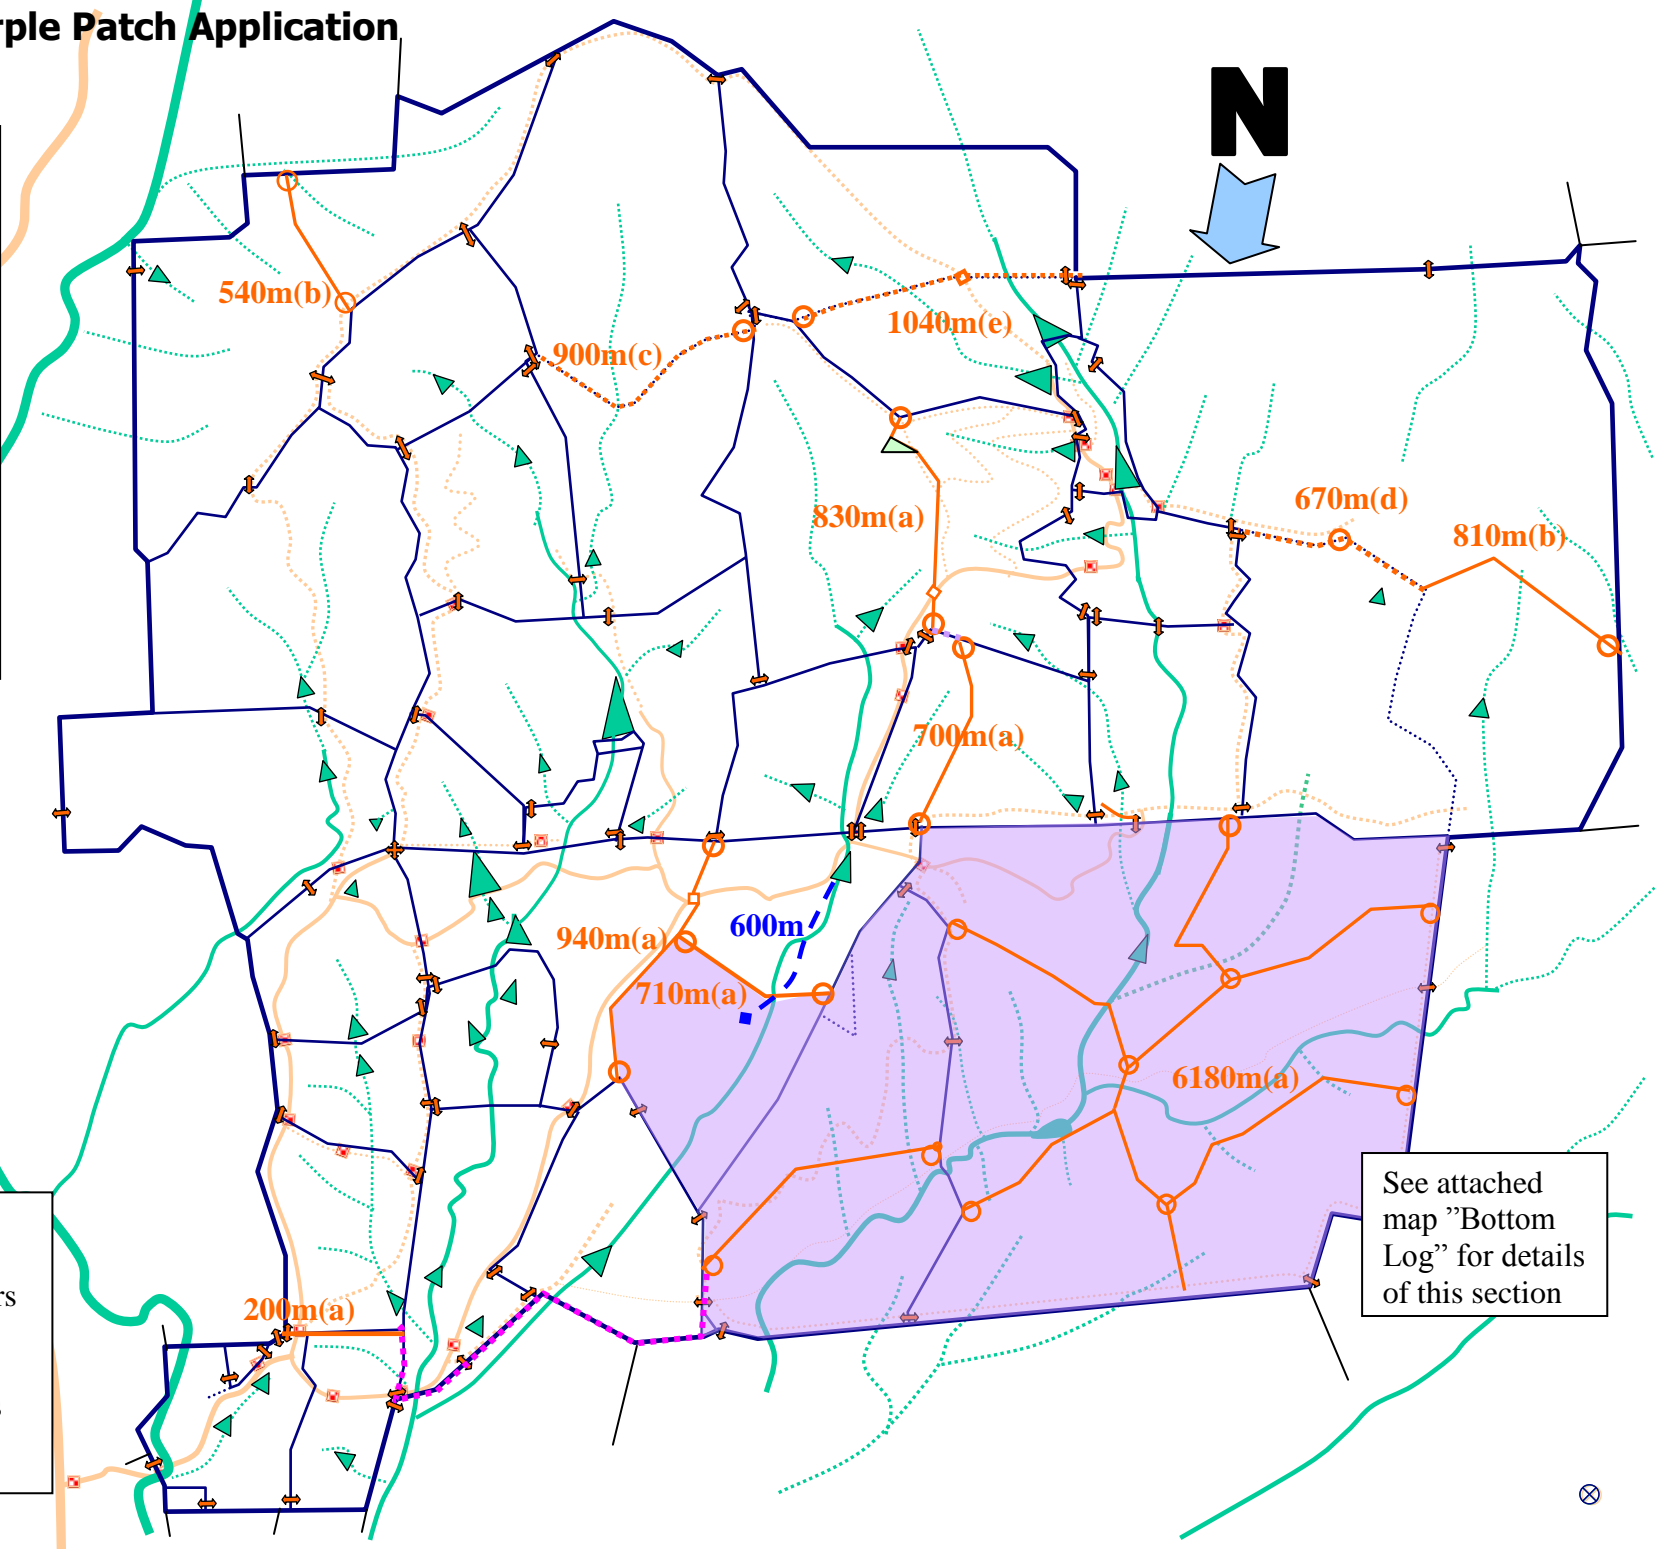 Patch Application
N
540m(b)
1040m(e)
900m(c)
670m(d)
830m(a)
810m(b)
700m(a)
600m
940m(a)
710m(a)
6180m(a)
See attached
map ”Bottom
Log” for details
of this section
200m(a)